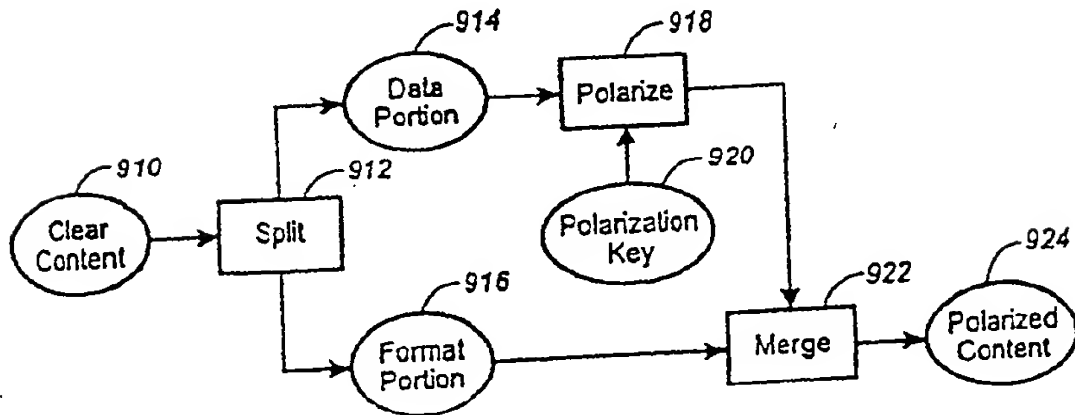 914
918
Data
Portion
Polarize
910
912
920
Clear
Content
Split
Polarization
Key
924
916
922
Format
Portion
Merge
Polarized
Content